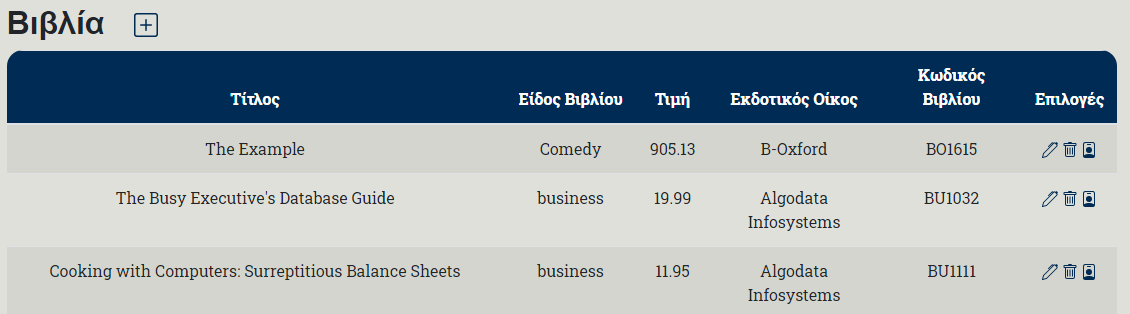 Βιβλία
Κωδικός
Τίτλος Είδος Βιβλίου Τιμή Εκδοτικός Οίκος Βιβλίου Επιλογές
The Example Comedy 905.13 B-Oxford BO1615
The Busy Executive's Database Guide business 19.99 Algodata BU1032
Infosystems
Cooking with Computers: Surreptitious Balance Sheets business 11.95 Algodata BU1111
Infosystems